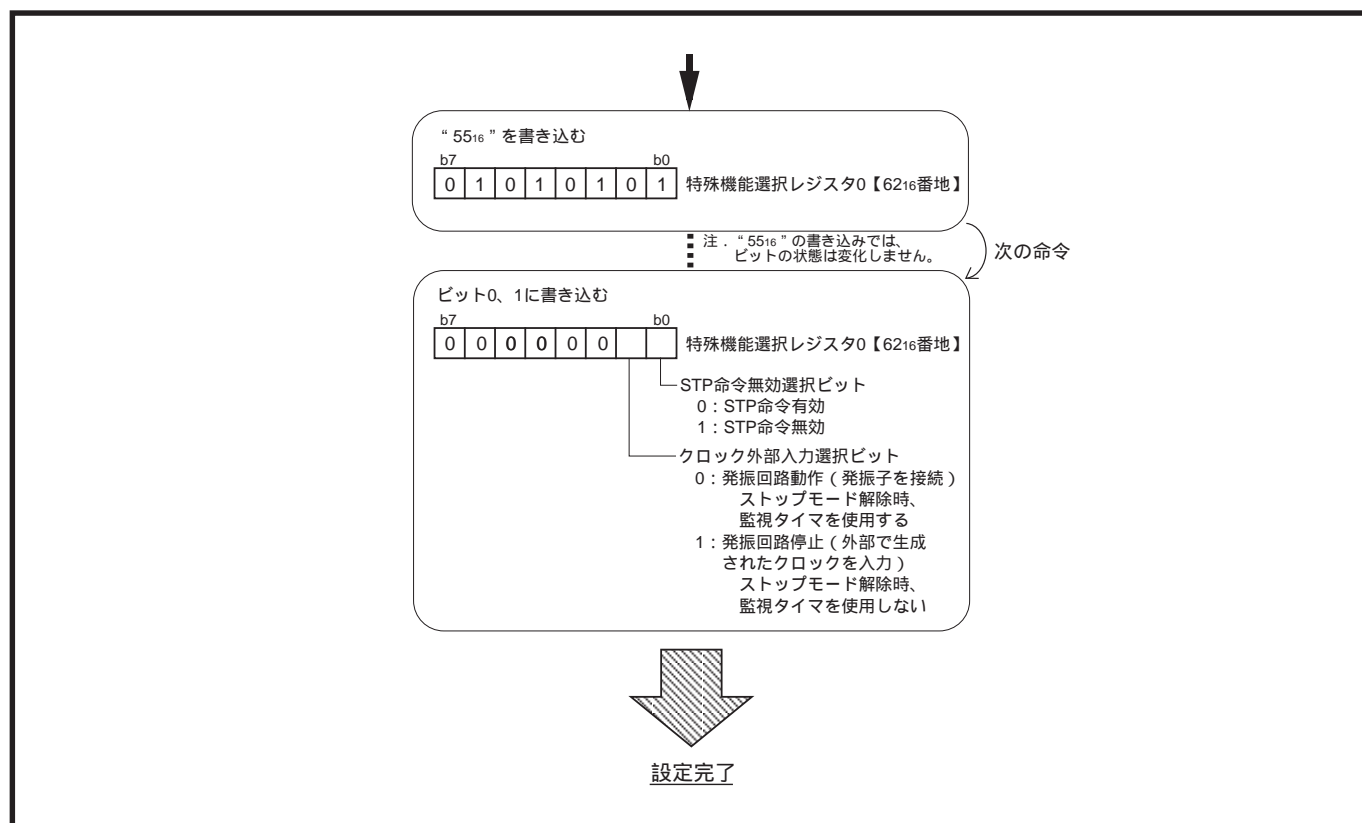 “ 5516 ” を書き込む
b7 b0
0 1 0 1 0 1 0 1 特殊機能選択レジスタ0【6216番地】
注．“ 5516 ” の書き込みでは、
ビットの状態は変化しません。
次の命令
ビット0、1に書き込む
b7 b0
0 0 0 0 0 0 特殊機能選択レジスタ0【6216番地】
STP命令無効選択ビット
0：STP命令有効
1：STP命令無効
クロック外部入力選択ビット
0：発振回路動作（発振子を接続）
ストップモード解除時、
監視タイマを使用する
1：発振回路停止（外部で生成
されたクロックを入力）
ストップモード解除時、
監視タイマを使用しない
設定完了